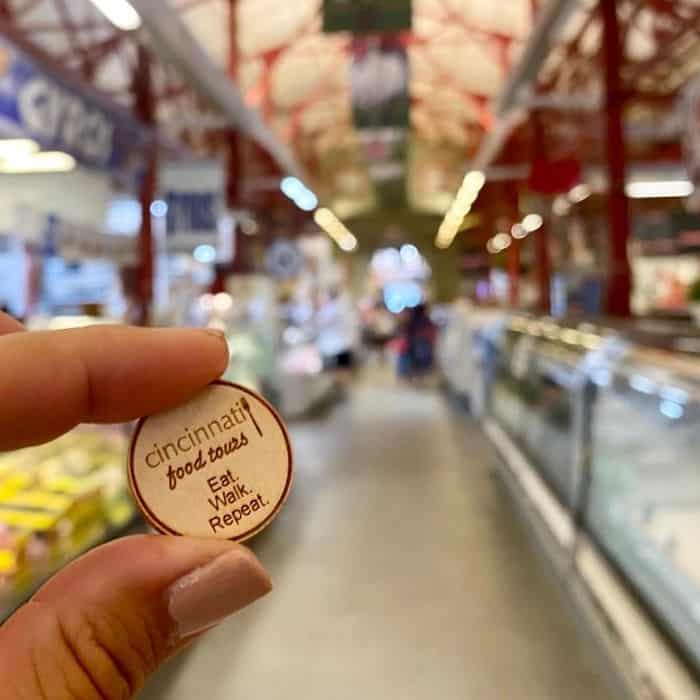 cincinnati
food tours
Eat.
Walk.
Repeat.